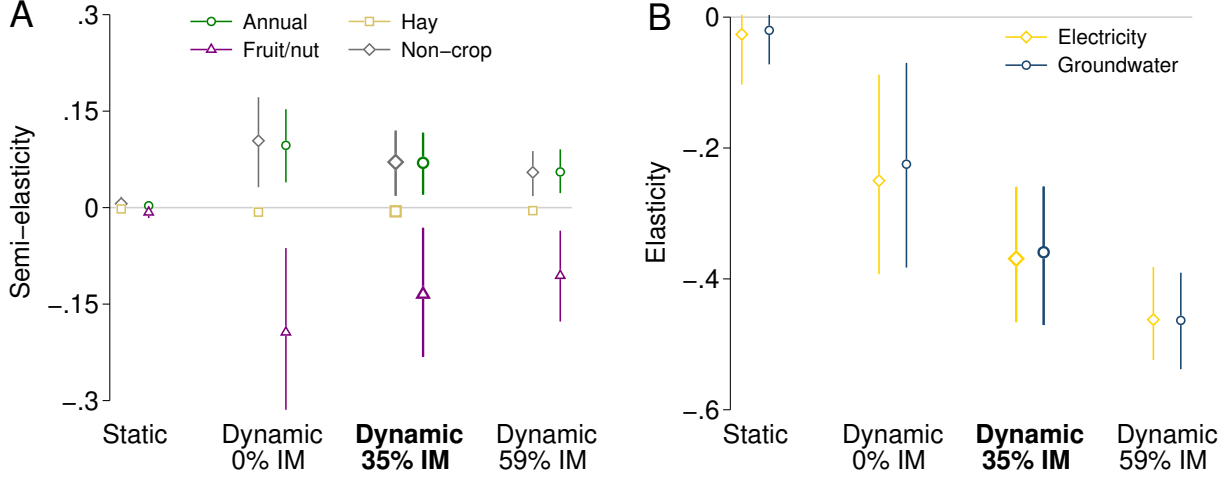 A
Annual
Hay
Fruit/nut
Non−crop
Semi−elasticity
.3
.15
0
−.15
−.3
Static
Dynamic
0% IM
Dynamic
35% IM
Dynamic
59% IM
B
Electricity
Groundwater
Elasticity
0
−.2
−.4
−.6
Static
Dynamic
0% IM
Dynamic
35% IM
Dynamic
59% IM